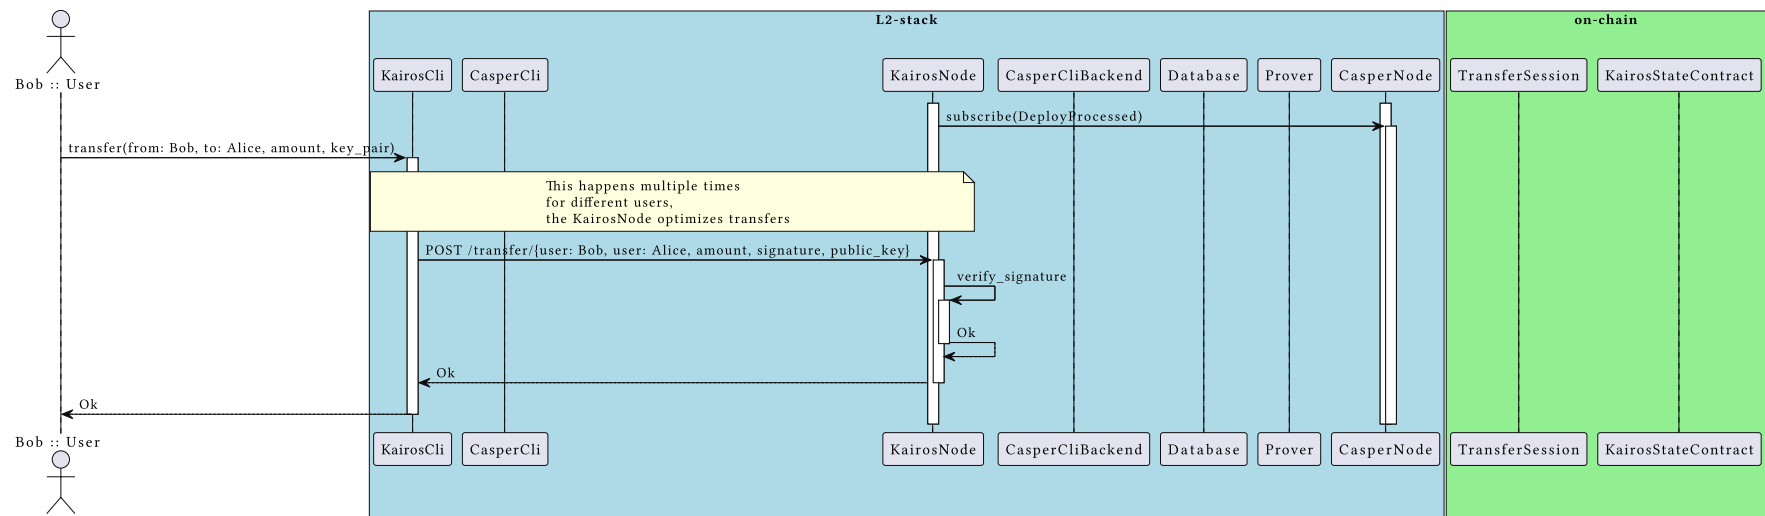 L2-stack
on-chain
Bob :: User
KairosCli
CasperCli
KairosNode
CasperCliBackend
Database
Prover
CasperNode
TransferSession
KairosStateContract
subscribe(DeployProcessed)
transfer(from: Bob, to: Alice, amount, key_pair)
This happens multiple times
for different users,
the KairosNode optimizes transfers
POST /transfer/{user: Bob, user: Alice, amount, signature, public_key}
verify_signature
Ok
Ok
Ok
Bob :: User
KairosCli
CasperCli
KairosNode
CasperCliBackend
Database
Prover
CasperNode
TransferSession
KairosStateContract